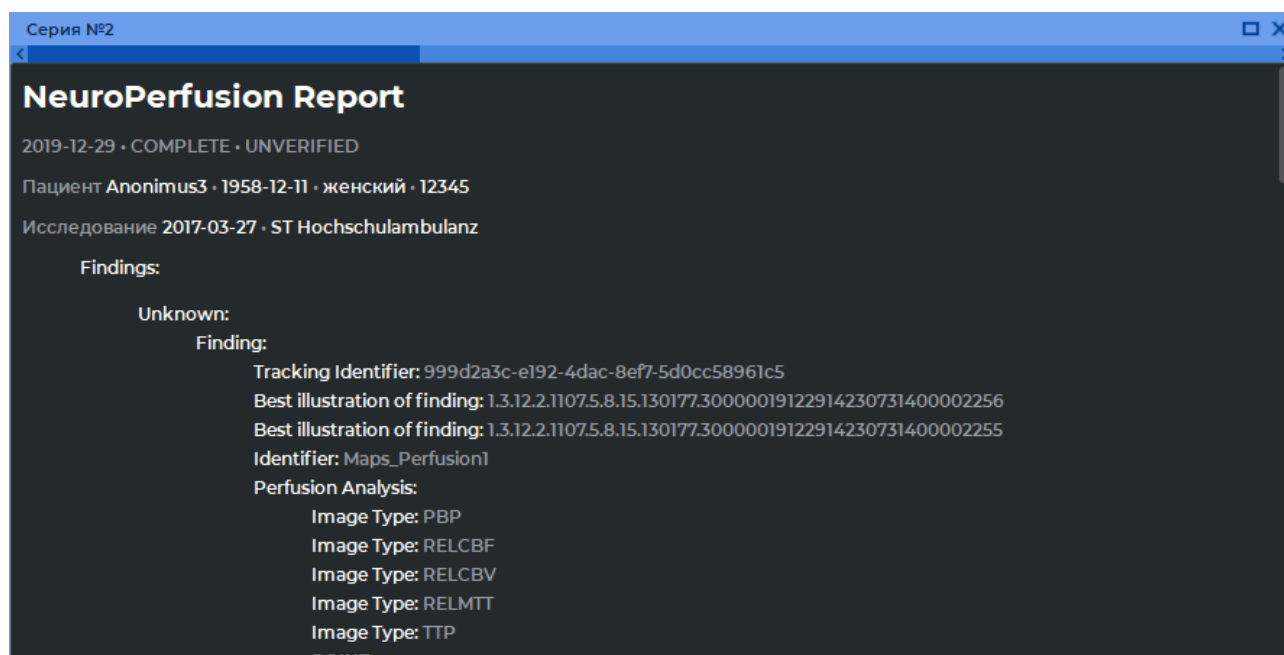 Серия №2
NeuroPerfusion Report
2019-12-29 • COMPLETE • UNVERIFIED
Пациент Anonimus3 • 1958-12-11 • женский • 12345
Исследование 2017-03-27 • ST Hochschulambulanz
Findings:
Unknown:
Finding:
Tracking Identifier: 999d2a3c-e192-4dac-8ef7-5d0cc58961c5
Best illustration of finding: 1.3.12.2.1107.5.8.15.130177.30000019122914230731400002256
Best illustration of finding: 1.3.12.2.1107.5.8.15.130177.30000019122914230731400002255
Identifier: Maps_Perfusion1
Perfusion Analysis:
Image Type: PBP
Image Type: RELCBF
Image Type: RELCBV
Image Type: RELMTT
Image Type: TTP